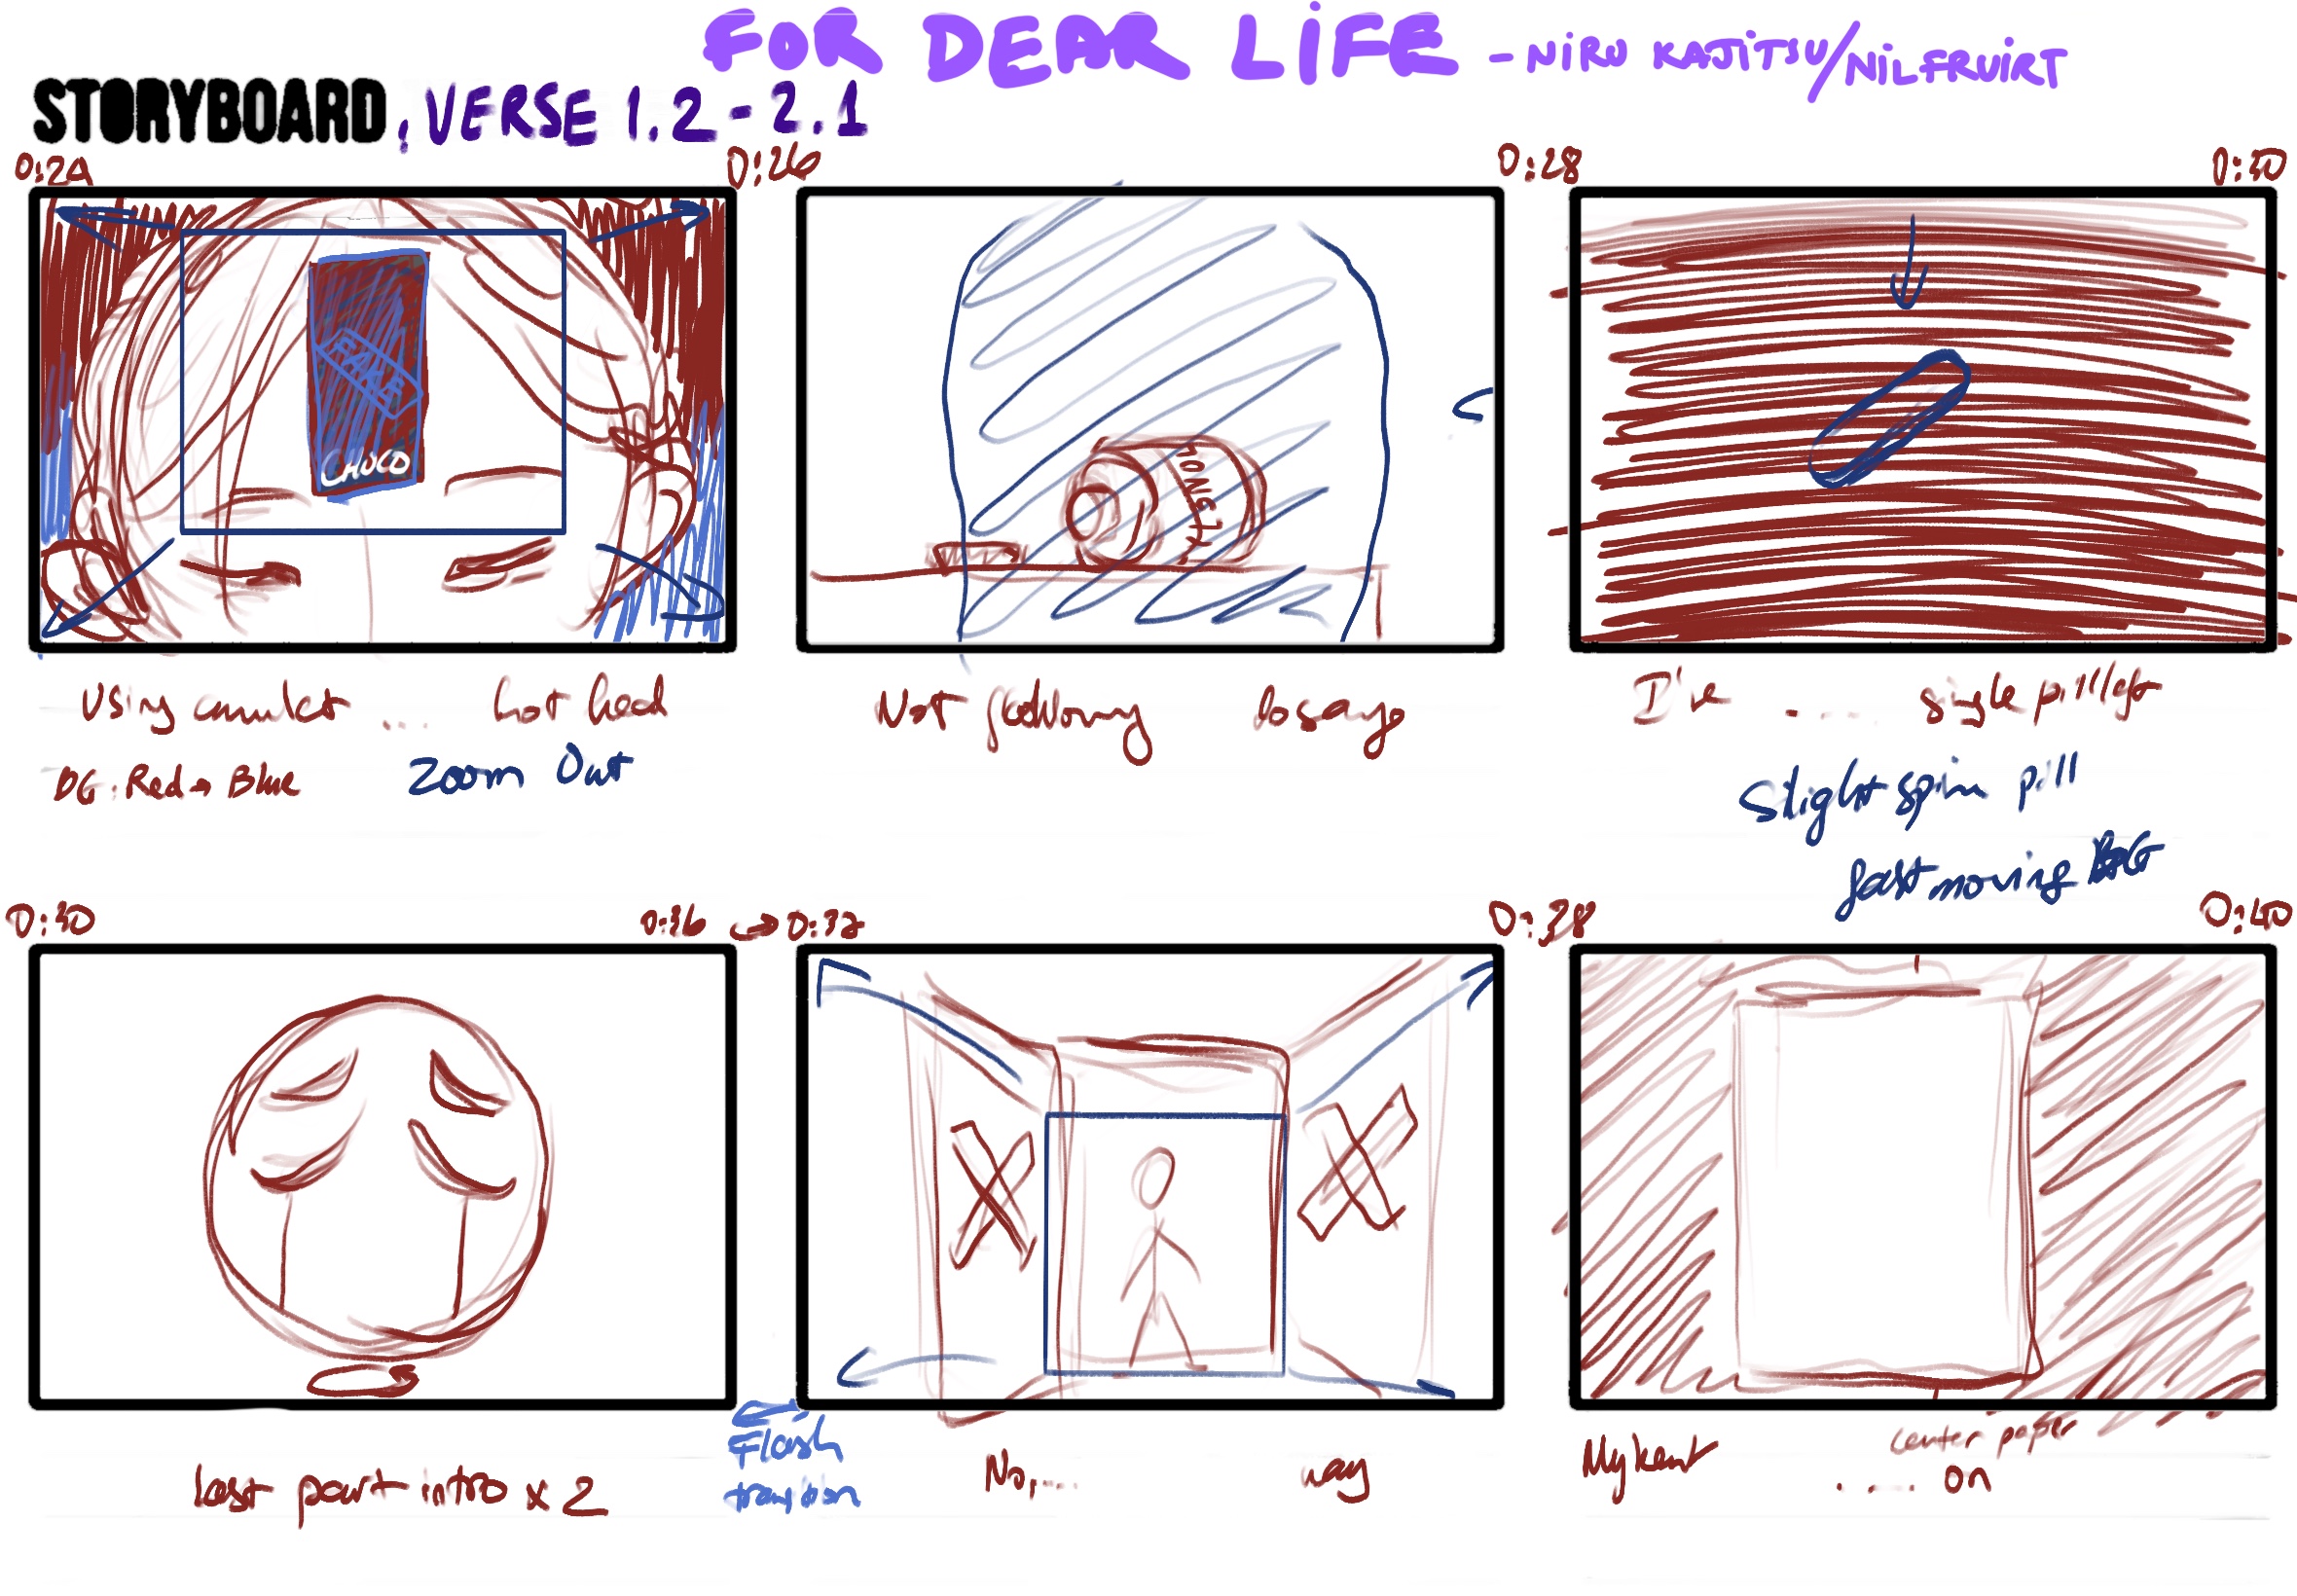 FOR DEAR LIFE - NIRU KAJITSU/NILFRUIRT
STORYBOARD: VERSE 1.2 - 2.1
0:24
0:26
0:28
0:30
FAKE
CHOCO
Using amulet .... hot head
BG: Red → Blue
Zoom Out
Not following dosage
I've .... single pill left
Slight spin pill
fast moving BG
0:30
0:36 → 0:37
0:38
0:40
Flash
transition
last part intro x 2
No, .... way
center paper
My .... on